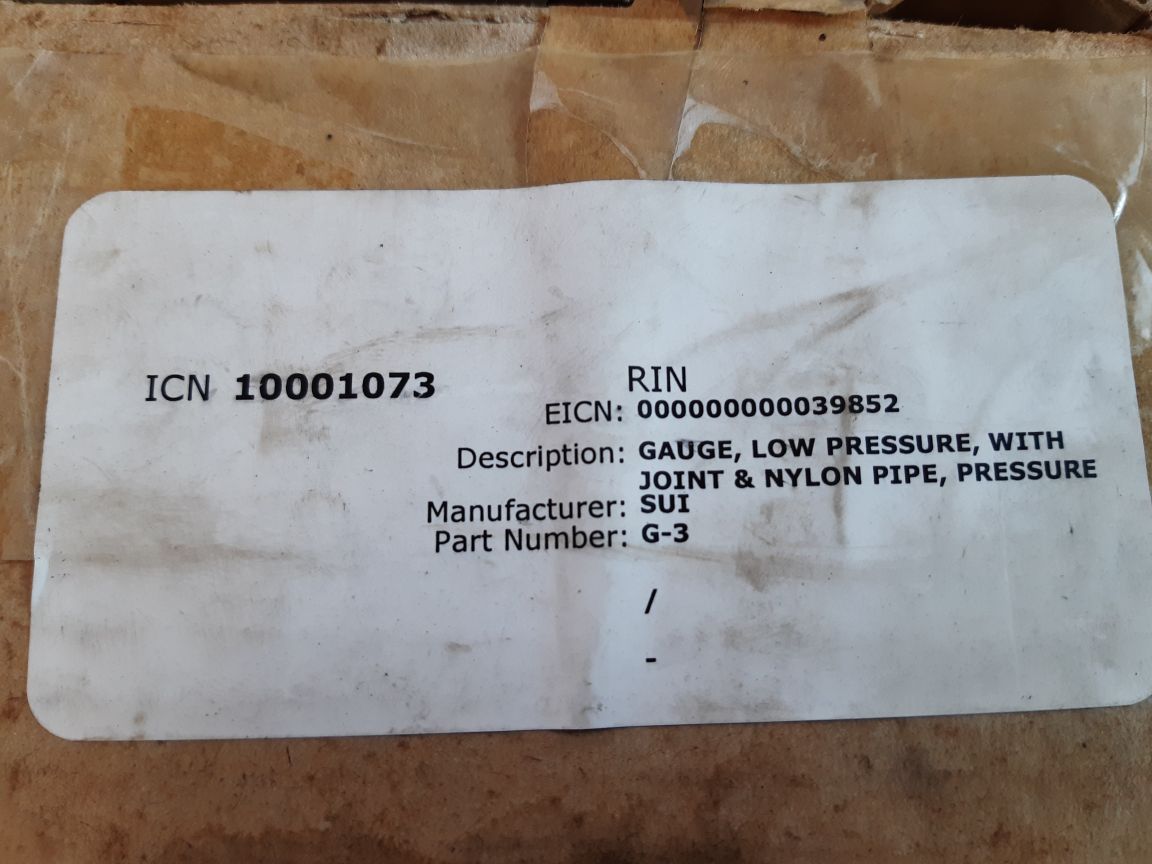 ICN 10001073
RIN
EICN: 000000000039852
Description: GAUGE, LOW PRESSURE, WITH
JOINT & NYLON PIPE, PRESSURE
Manufacturer: SUI
Part Number: G-3
/
-